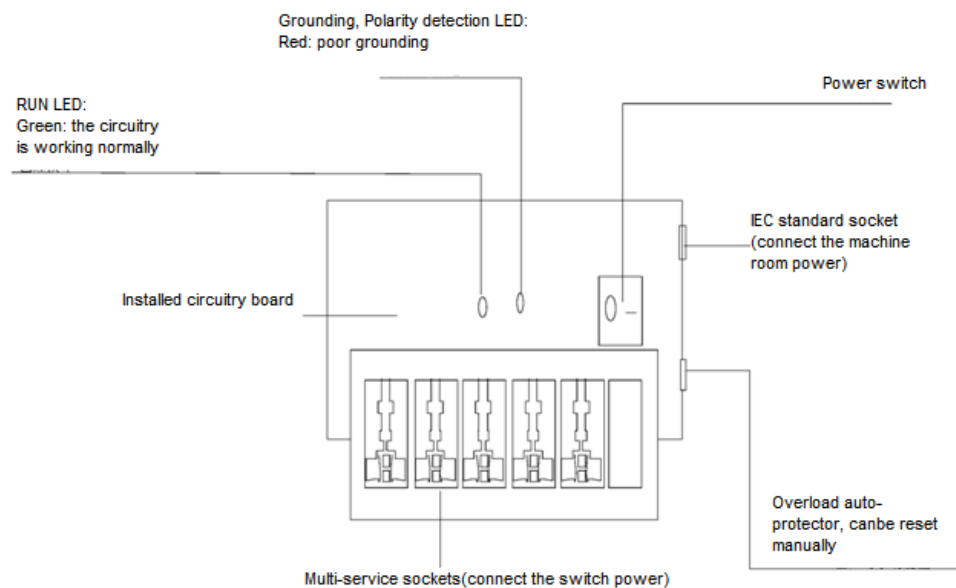 Grounding, Polarity detection LED:
Red: poor grounding
Power switch
RUN LED:
Green: the circuitry
is working normally
IEC standard socket
(connect the machine
room power)
Installed circuitry board
Overload auto-
protector, canbe reset
manually
Multi-service sockets(connect the switch power)